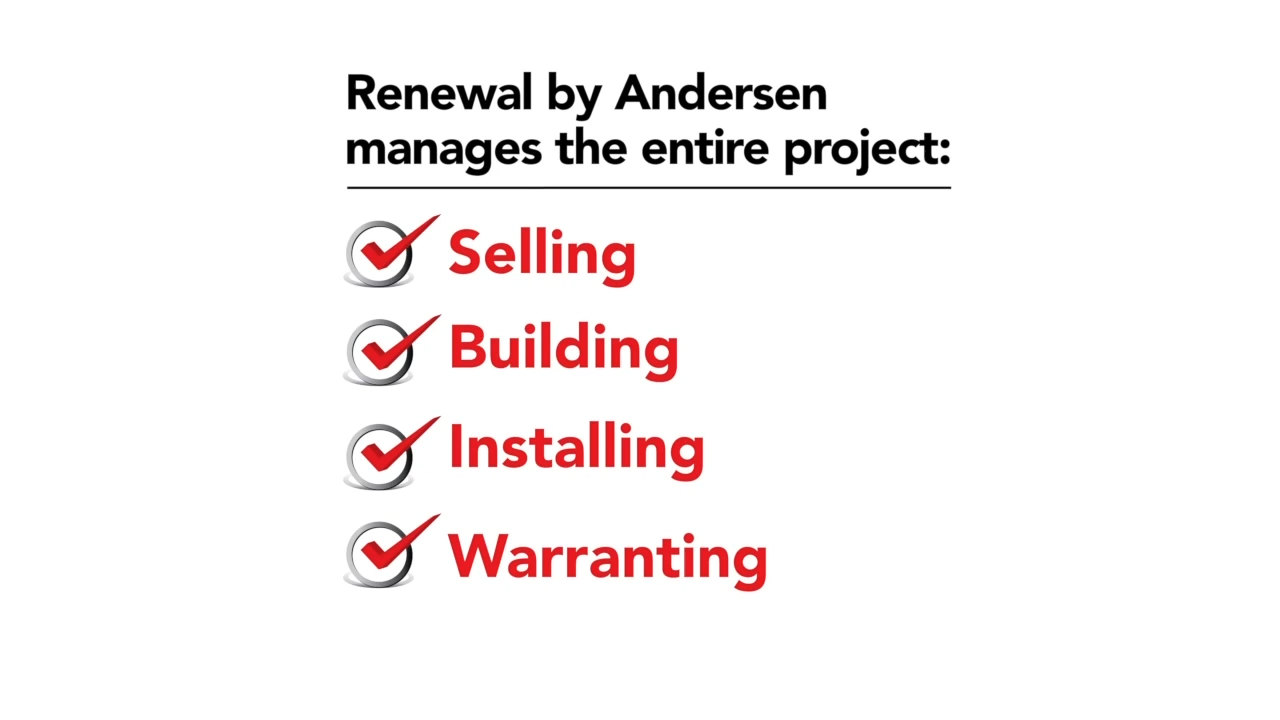 Renewal by Andersen
manages the entire project:
Selling
Building
Installing
Warranting